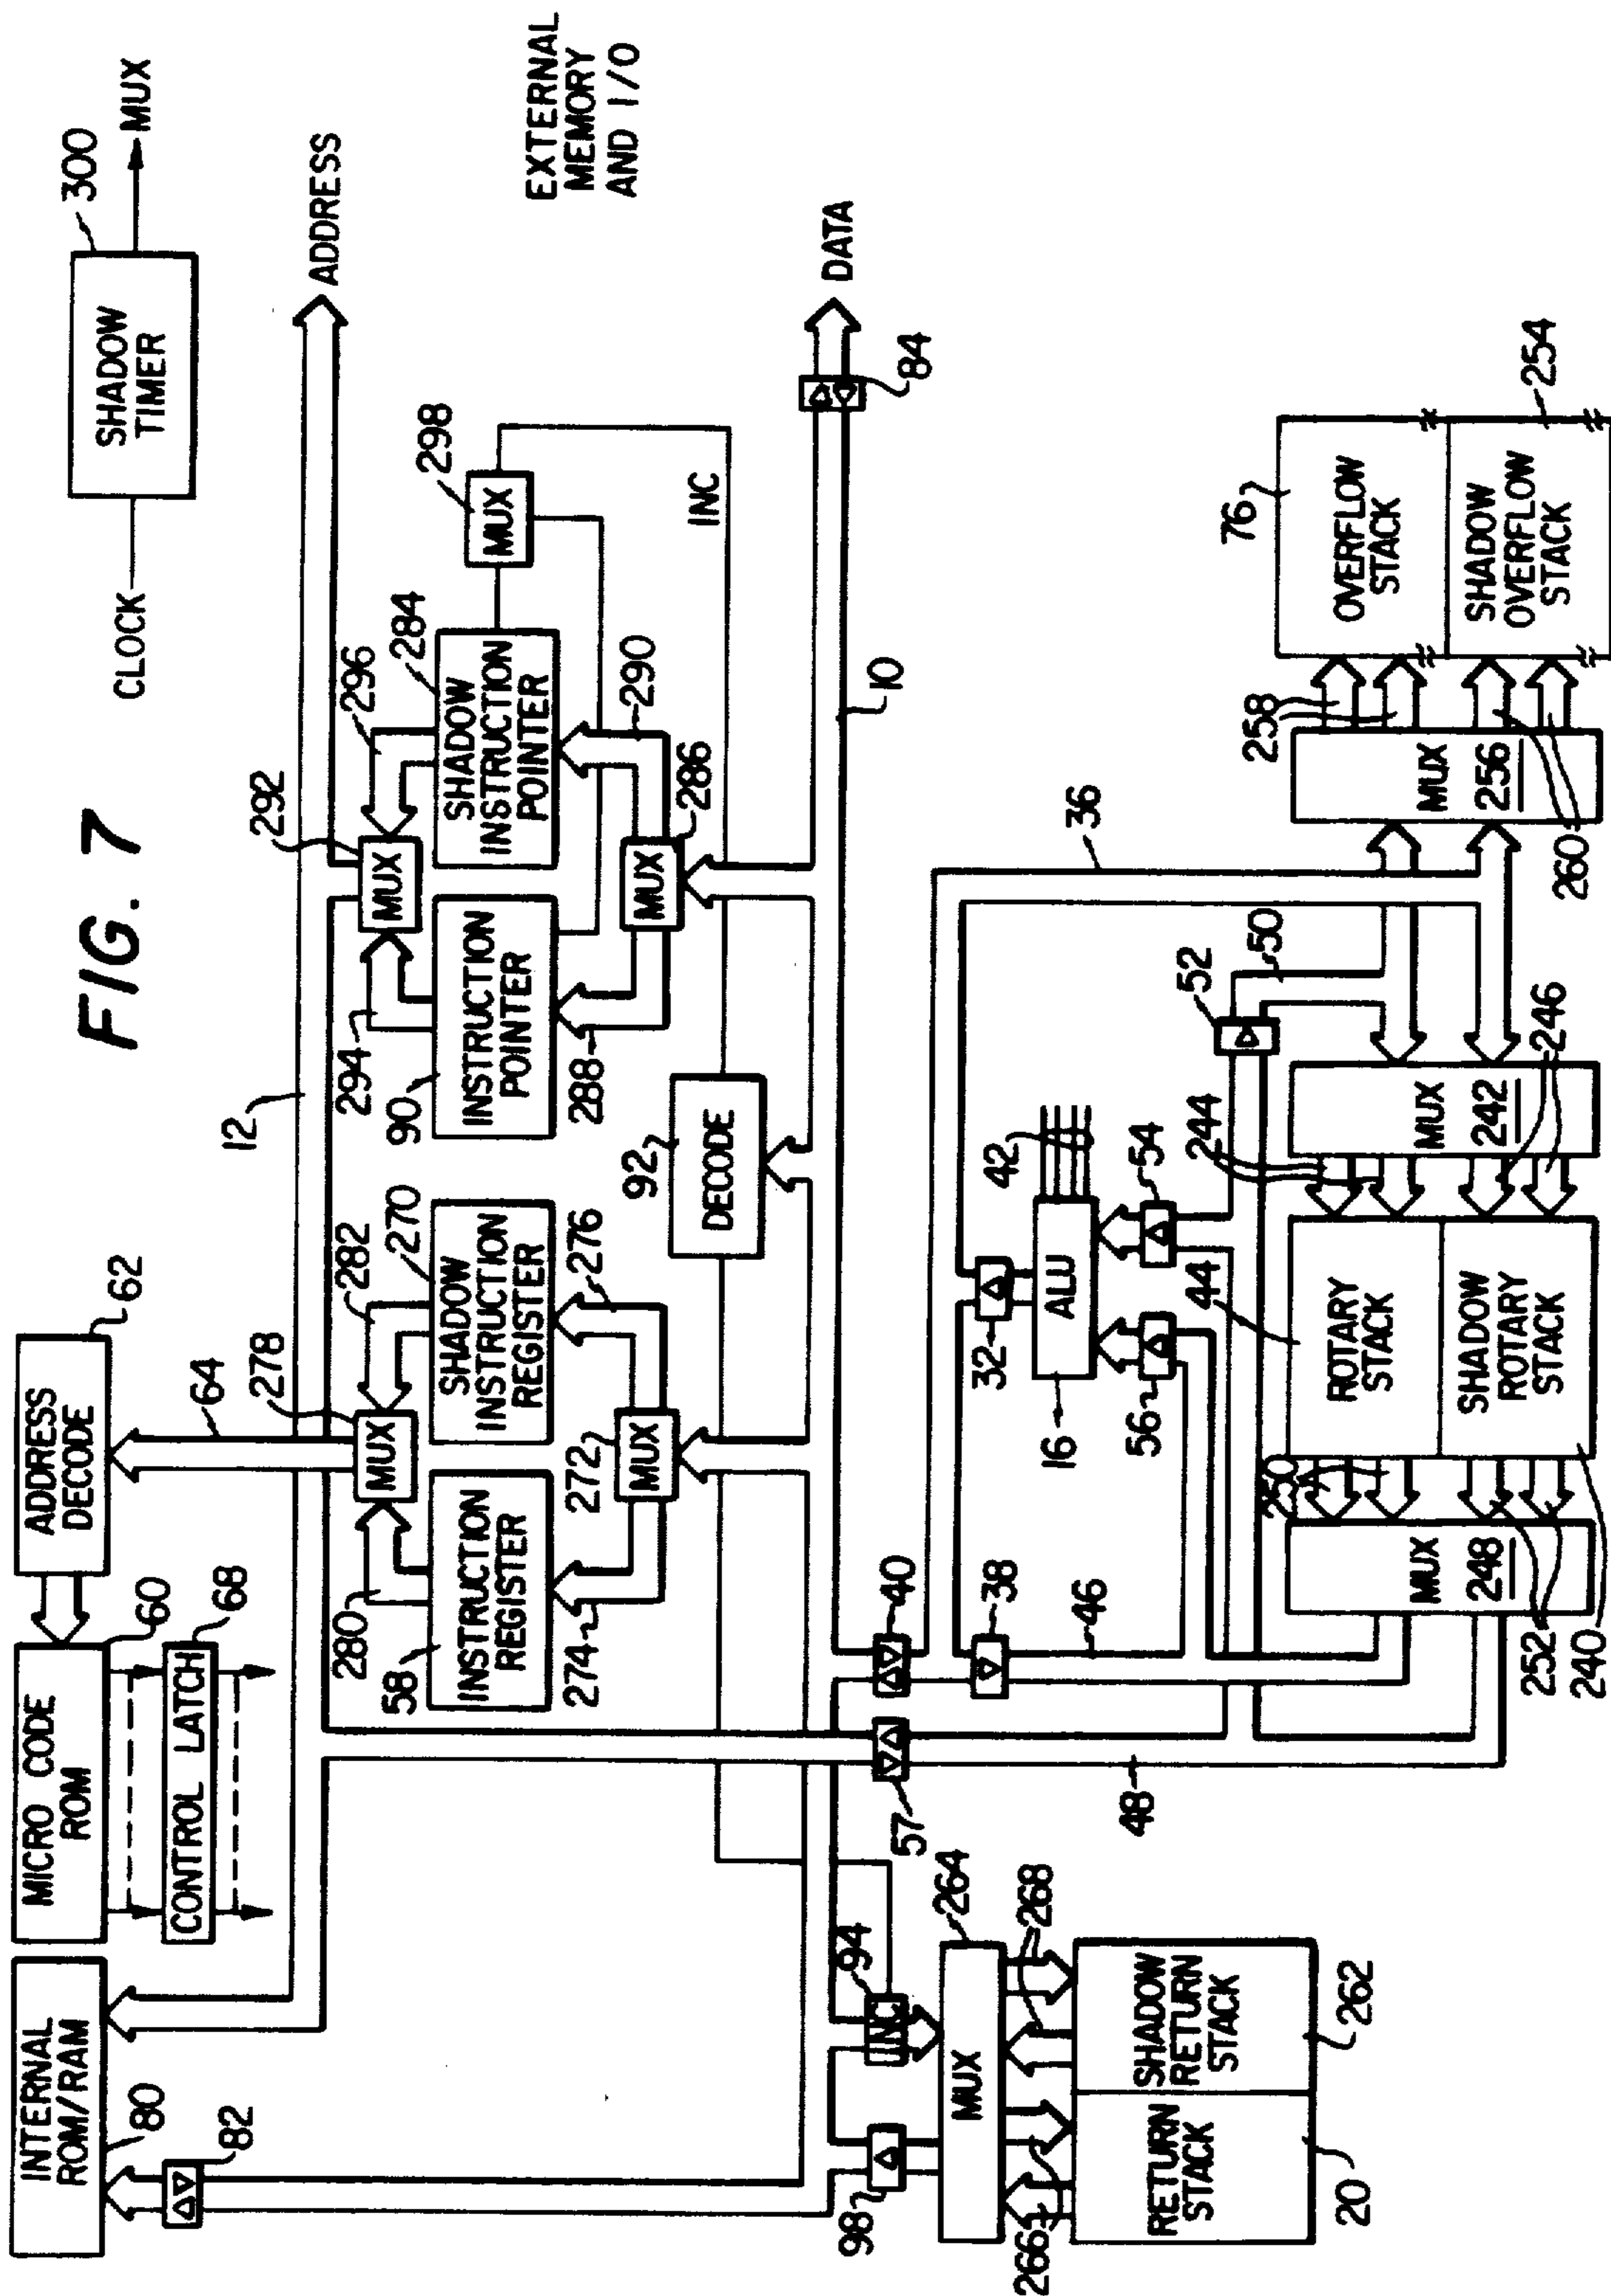 FIG. 7
INTERNAL
ROM/RAM
80
82
MICRO CODE
ROM
60
CONTROL LATCH
68
ADDRESS
DECODE
62
64
CLOCK
SHADOW
TIMER
300
MUX
12
ADDRESS
EXTERNAL
MEMORY
AND I/O
278
MUX
280
282
58
INSTRUCTION
REGISTER
SHADOW
INSTRUCTION
REGISTER
270
274
276
272
MUX
292
MUX
294
296
90
INSTRUCTION
POINTER
SHADOW
INSTRUCTION
POINTER
284
288
290
MUX
286
298
MUX
INC
92
DECODE
10
DATA
84
98
INC
94
57
40
36
MUX
264
266
268
RETURN
STACK
SHADOW
RETURN
STACK
20
262
38
46
48
32
16
ALU
42
56
54
52
50
MUX
248
250
252
44
ROTARY
STACK
SHADOW
ROTARY
STACK
240
244
246
MUX
242
MUX
256
258
260
76
OVERFLOW
STACK
SHADOW
OVERFLOW
STACK
254